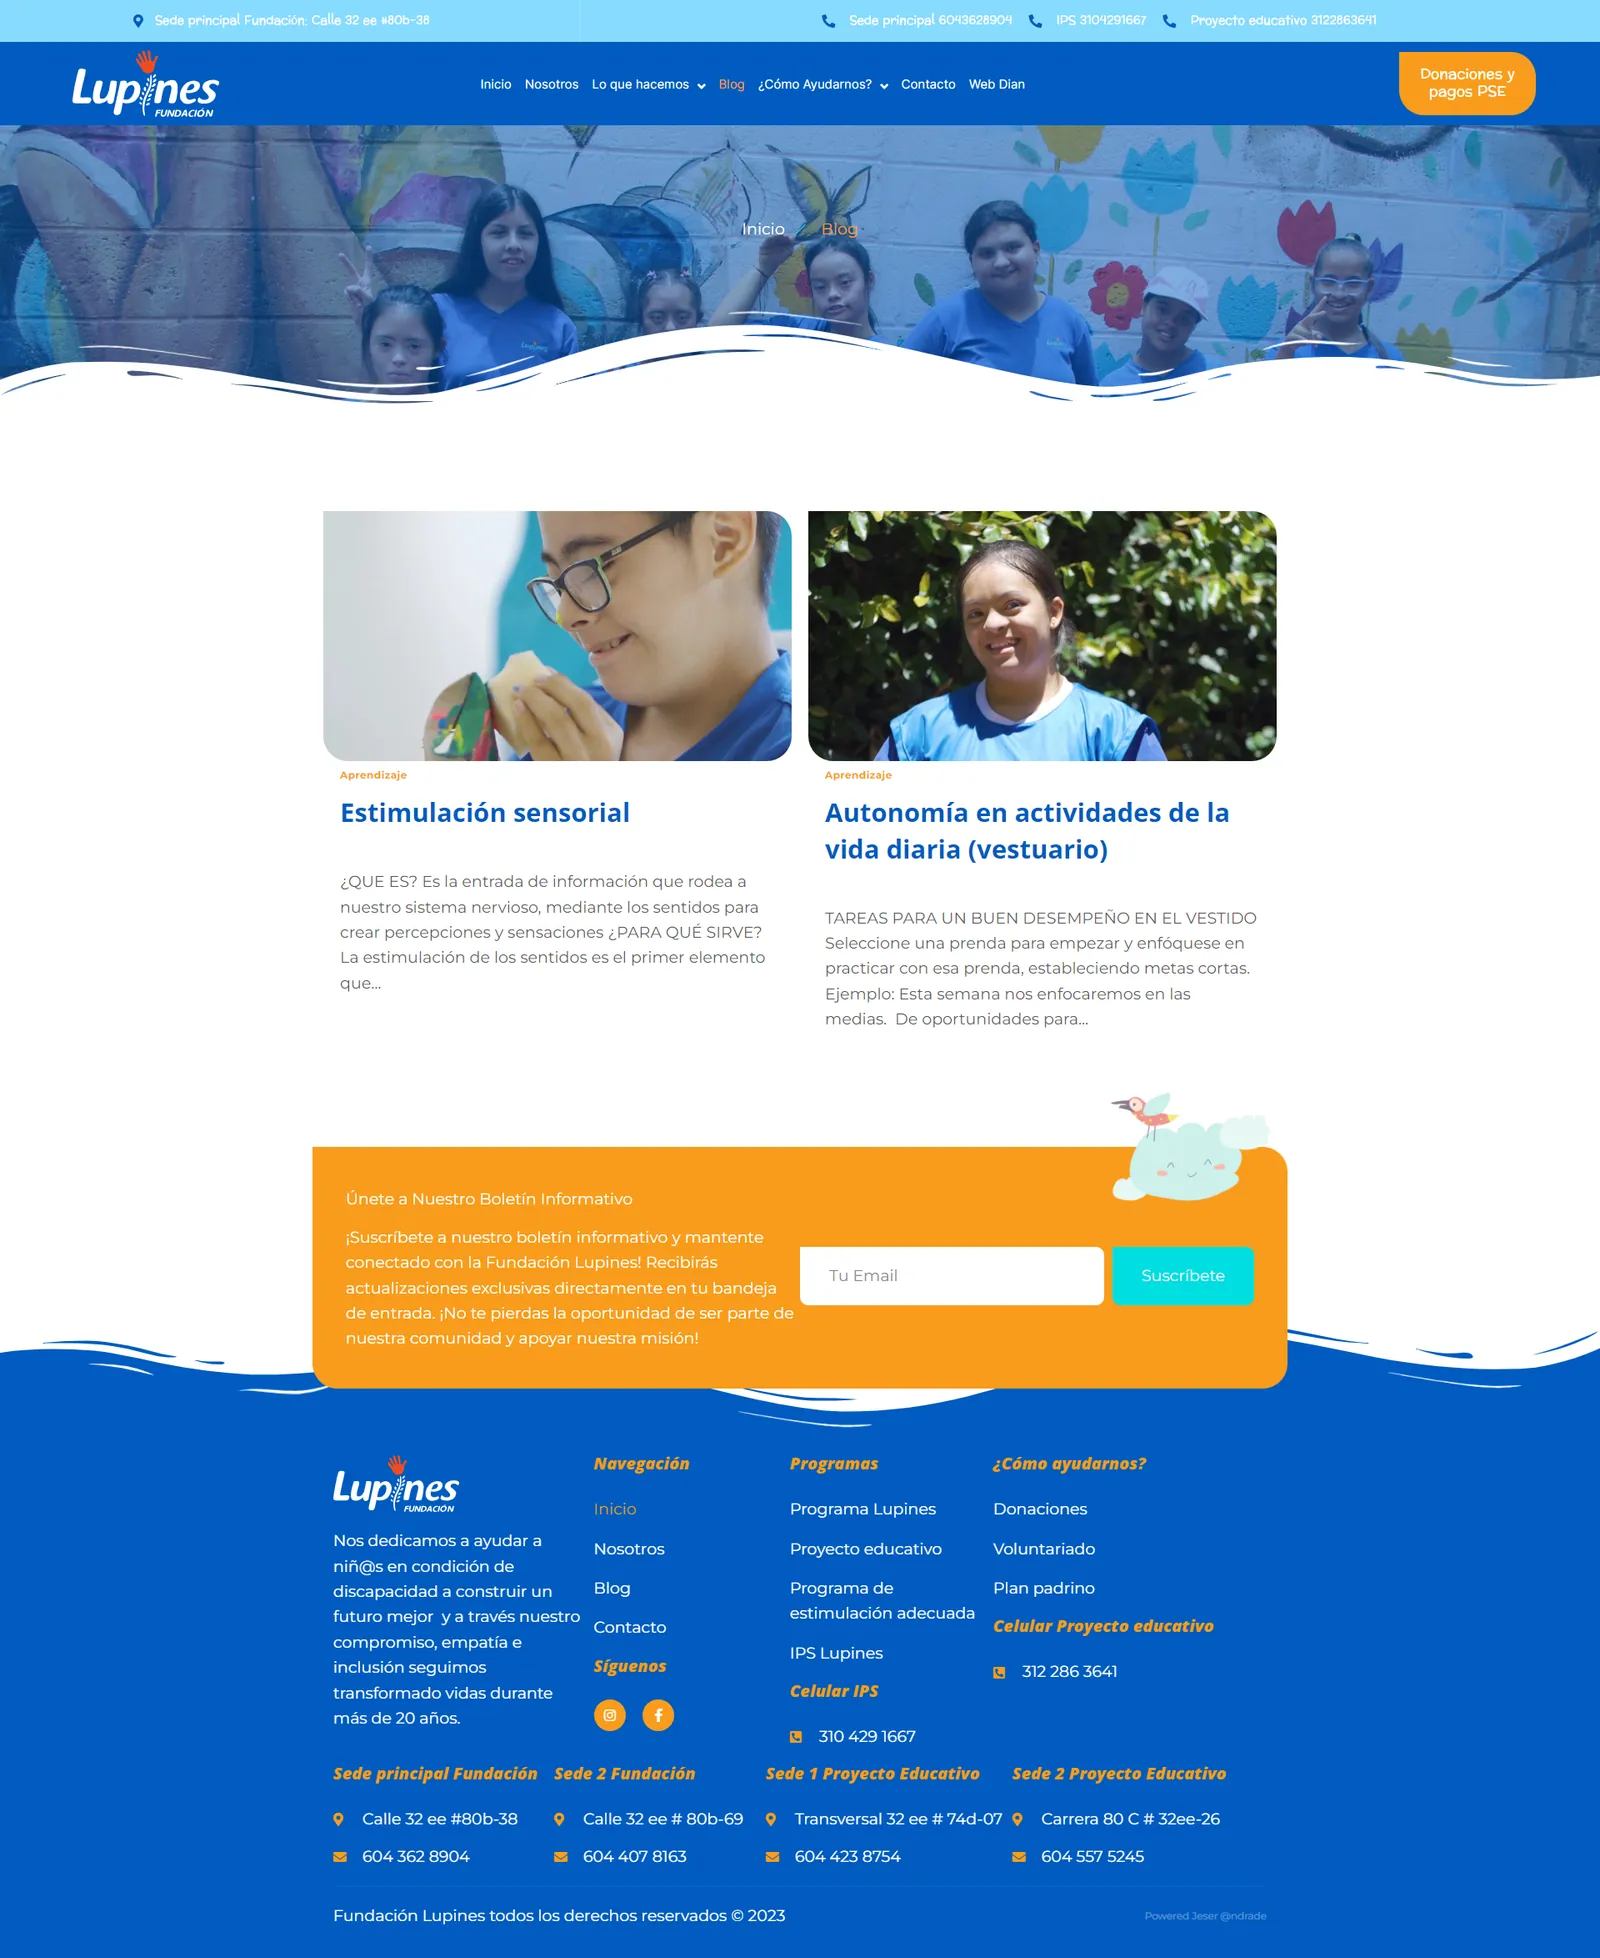 Sede principal Fundación: Calle 32 ee #80b-38
Sede principal 6043628904
IPS 3104291667
Proyecto educativo 3122863641
Lupines
FUNDACIÓN
Inicio
Nosotros
Lo que hacemos
Blog
¿Cómo Ayudarnos?
Contacto
Web Dian
Donaciones y
pagos PSE
Inicio
Blog
Aprendizaje
Estimulación sensorial
¿QUE ES? Es la entrada de información que rodea a
nuestro sistema nervioso, mediante los sentidos para
crear percepciones y sensaciones ¿PARA QUÉ SIRVE?
La estimulación de los sentidos es el primer elemento
que...
Aprendizaje
Autonomía en actividades de la
vida diaria (vestuario)
TAREAS PARA UN BUEN DESEMPEÑO EN EL VESTIDO
Seleccione una prenda para empezar y enfóquese en
practicar con esa prenda, estableciendo metas cortas.
Ejemplo: Esta semana nos enfocaremos en las
medias.  De oportunidades para...
Únete a Nuestro Boletín Informativo
¡Suscríbete a nuestro boletín informativo y mantente
conectado con la Fundación Lupines! Recibirás
actualizaciones exclusivas directamente en tu bandeja
de entrada. ¡No te pierdas la oportunidad de ser parte de
nuestra comunidad y apoyar nuestra misión!
Tu Email
Suscríbete
Lupines
FUNDACIÓN
Nos dedicamos a ayudar a
niñ@s en condición de
discapacidad a construir un
futuro mejor  y a través nuestro
compromiso, empatía e
inclusión seguimos
transformado vidas durante
más de 20 años.
Navegación
Inicio
Nosotros
Blog
Contacto
Síguenos
Programas
Programa Lupines
Proyecto educativo
Programa de
estimulación adecuada
IPS Lupines
Celular IPS
310 429 1667
¿Cómo ayudarnos?
Donaciones
Voluntariado
Plan padrino
Celular Proyecto educativo
312 286 3641
Sede principal Fundación
Calle 32 ee #80b-38
604 362 8904
Sede 2 Fundación
Calle 32 ee # 80b-69
604 407 8163
Sede 1 Proyecto Educativo
Transversal 32 ee # 74d-07
604 423 8754
Sede 2 Proyecto Educativo
Carrera 80 C # 32ee-26
604 557 5245
Fundación Lupines todos los derechos reservados © 2023
Powered Jeser @ndrade